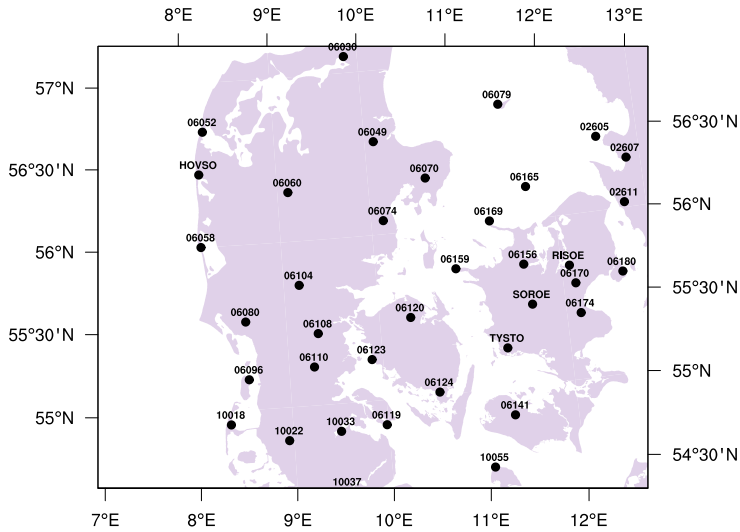 8°E 9°E 10°E 11°E 12°E 13°E
06030
57°N
06079
56°30'N
06052
02605
06049
02607
HOVSO
56°30'N
06070
06060
06165
02611
56°N
06074
06169
06058
56°N
06159
06156
RISOE
06180
06104
06170
55°30'N
SOROE
06120
06174
06080
06108
55°30'N
TYSTO
06123
06110
06096
55°N
06124
06141
55°N
10018
10033
06119
10022
54°30'N
10055
10037
7°E 8°E 9°E 10°E 11°E 12°E